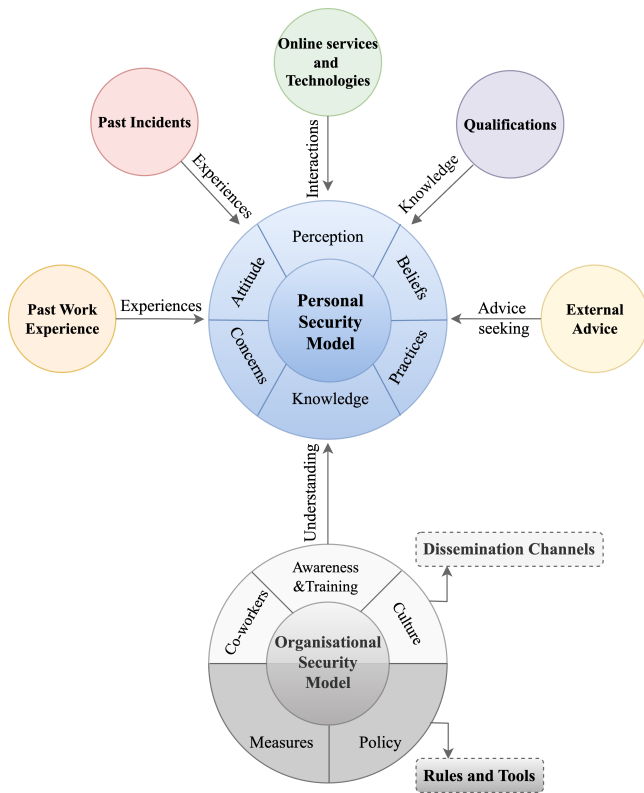 Online services
and
Technologies
Past Incidents
Qualifications
Experiences
Interactions
Knowledge
Perception
Attitude
Beliefs
Personal
Security
Model
Past Work
Experience
Experiences
Advice
seeking
External
Advice
Concerns
Practices
Knowledge
Understanding
Dissemination Channels
Awareness
&Training
Co-workers
Culture
Organisational
Security
Model
Measures
Policy
Rules and Tools